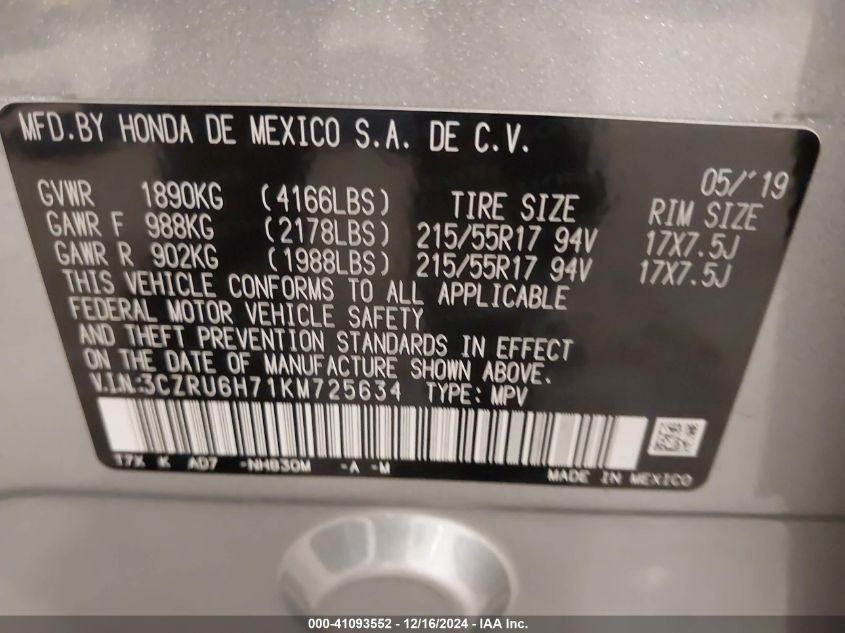 MFD.BY HONDA DE MEXICO S.A. DE C.V.
05/'19
GVWR 1890KG (4166LBS) TIRE SIZE RIM SIZE
GAWR F 988KG (2178LBS) 215/55R17 94V 17X7.5J
GAWR R 902KG (1988LBS) 215/55R17 94V 17X7.5J
THIS VEHICLE CONFORMS TO ALL APPLICABLE
FEDERAL MOTOR VEHICLE SAFETY
AND THEFT PREVENTION STANDARDS IN EFFECT
ON THE DATE OF MANUFACTURE SHOWN ABOVE.
V.I.N:3CZRU6H71KM725634 TYPE: MPV
17X K AD7 -NH830M -A -M
MADE IN MEXICO
000-41093552 - 12/16/2024 - IAA Inc.